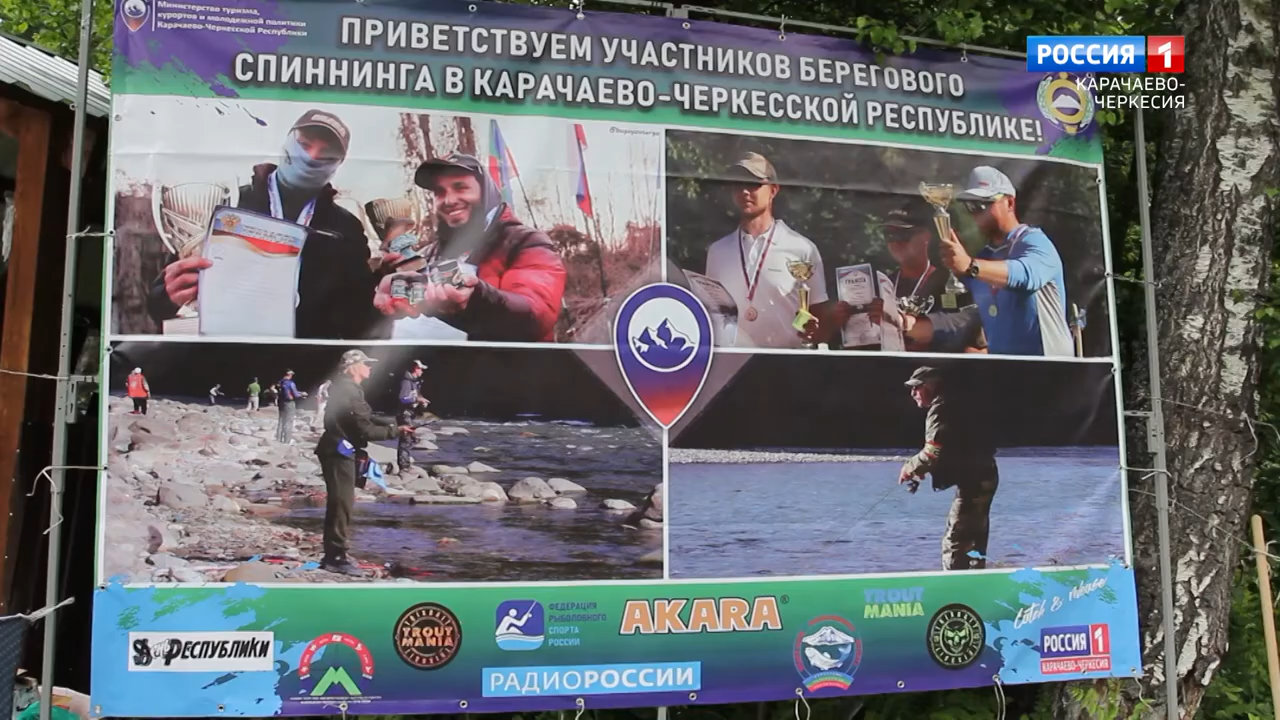 Министерство туризма,
курортов и молодежной политики
Карачаево-Черкесской Республики
ПРИВЕТСТВУЕМ УЧАСТНИКОВ БЕРЕГОВОГО
СПИННИНГА В КАРАЧАЕВО-ЧЕРКЕССКОЙ РЕСПУБЛИКЕ!
РОССИЯ 1
КАРАЧАЕВО-
ЧЕРКЕСИЯ
ГРАМОТА
РЕСПУБЛИКИ
TROUT
MANIA
ФЕДЕРАЦИЯ
РЫБОЛОВНОГО
СПОРТА
РОССИИ
AKARA®
РАДИОРОССИИ
TROUT
MANIA
Catch & release
РОССИЯ 1
КАРАЧАЕВО-ЧЕРКЕСИЯ